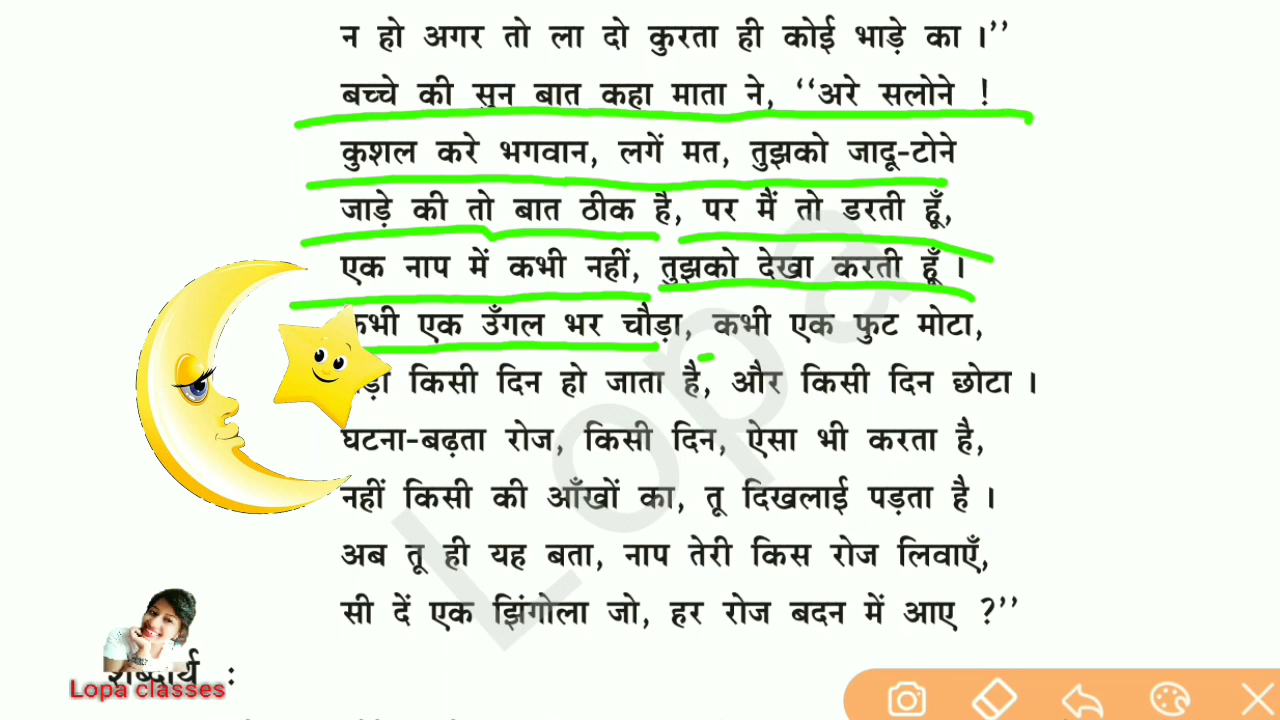 न हो अगर तो ला दो कुरता ही कोई भाड़े का ।’’
बच्चे की सुन बात कहा माता ने, ‘‘अरे सलोने !
कुशल करे भगवान, लगें मत, तुझको जादू-टोने
जाड़े की तो बात ठीक है, पर मैं तो डरती हूँ,
एक नाप में कभी नहीं, तुझको देखा करती हूँ ।
कभी एक उँगल भर चौड़ा, कभी एक फुट मोटा,
किसी दिन हो जाता है, और किसी दिन छोटा ।
घटना-बढ़ता रोज, किसी दिन, ऐसा भी करता है,
नहीं किसी की आँखों का, तू दिखलाई पड़ता है ।
अब तू ही यह बता, नाप तेरी किस रोज लिवाएँ,
सी दें एक झिंगोला जो, हर रोज बदन में आए ?’’
शब्दार्थ :
Lopa classes
Lopa